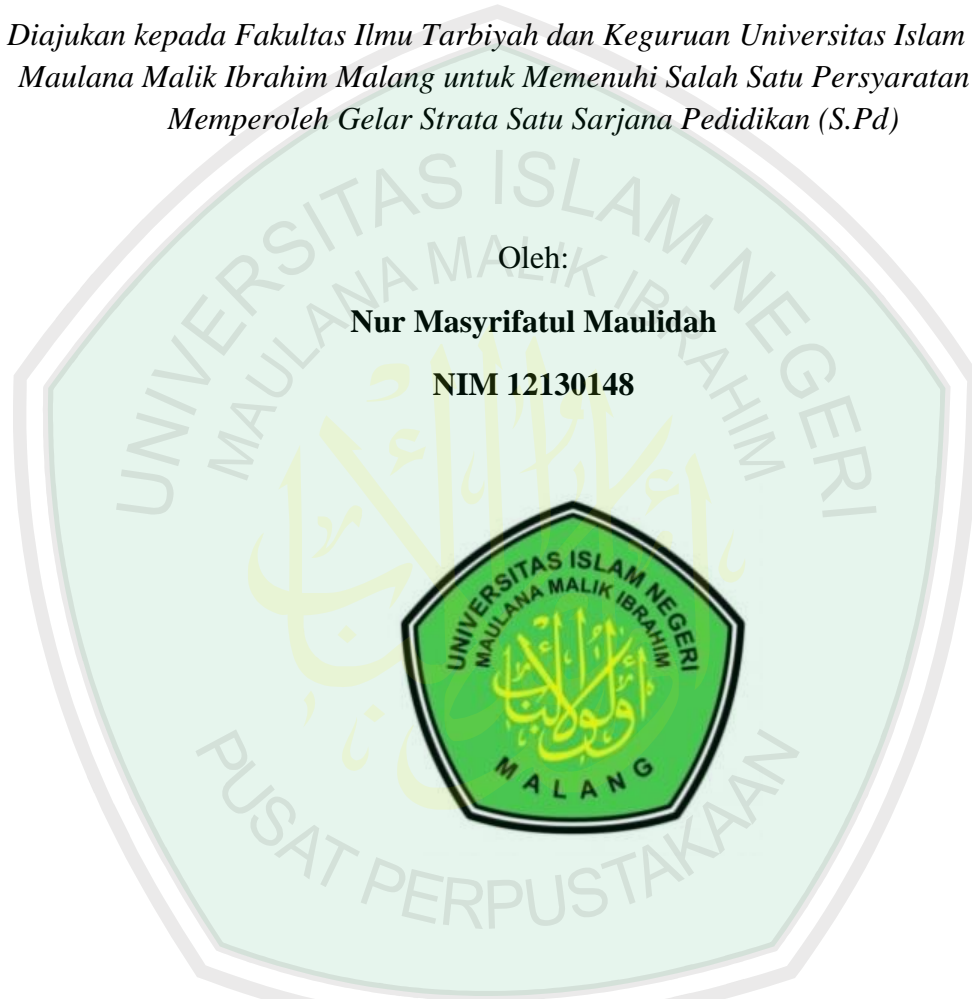 Diajukan kepada Fakultas Ilmu Tarbiyah dan Keguruan Universitas Islam
Maulana Malik Ibrahim Malang untuk Memenuhi Salah Satu Persyaratan
Memperoleh Gelar Strata Satu Sarjana Pedidikan (S.Pd)
UNIVERSITAS ISLAM NEGERI
MAULANA MALIK IBRAHIM
Oleh:
Nur Masyrifatul Maulidah
NIM 12130148
UNIVERSITAS ISLAM NEGERI
MAULANA MALIK IBRAHIM
MALANG
PUSAT PERPUSTAKAAN